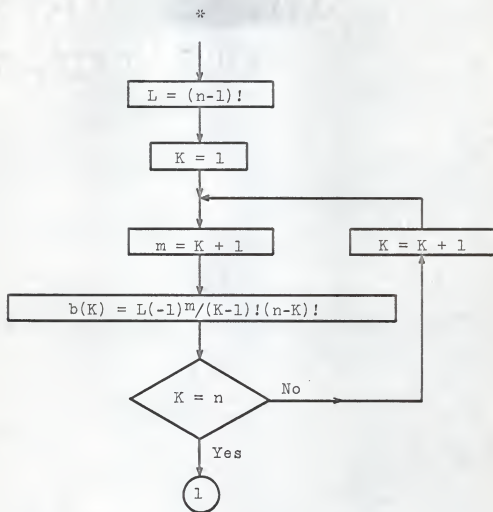 *
L = (n-1)!
K = 1
m = K + 1
K = K + 1
b(K) = L(-1)^m/(K-1)!(n-K)!
K = n
No
Yes
1